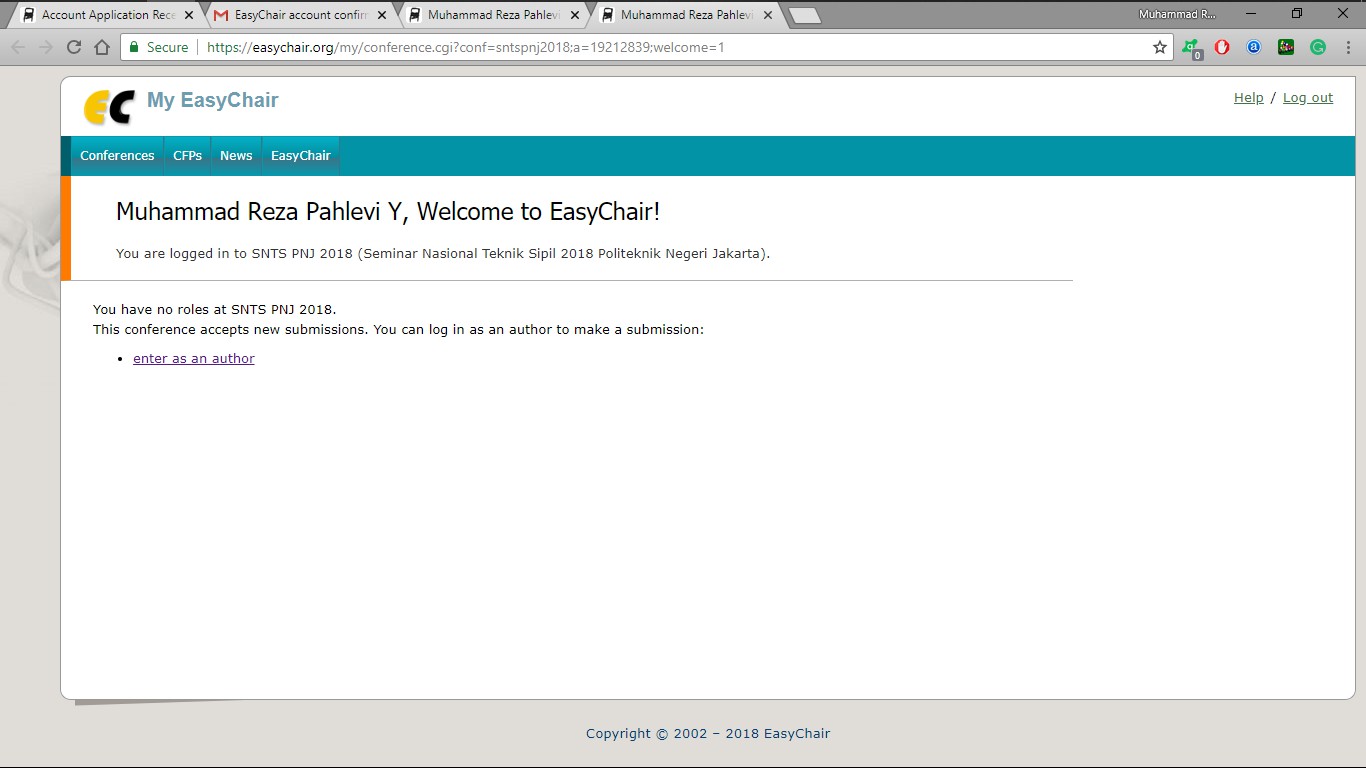 Account Application Rece
EasyChair account confirm
Muhammad Reza Pahlevi
Muhammad Reza Pahlevi
Muhammad R...
Secure
https://easychair.org/my/conference.cgi?conf=sntspnj2018;a=19212839;welcome=1
0
EC My EasyChair
Help / Log out
Conferences CFPs News EasyChair
Muhammad Reza Pahlevi Y, Welcome to EasyChair!
You are logged in to SNTS PNJ 2018 (Seminar Nasional Teknik Sipil 2018 Politeknik Negeri Jakarta).
You have no roles at SNTS PNJ 2018.
This conference accepts new submissions. You can log in as an author to make a submission:
• enter as an author
Copyright © 2002 – 2018 EasyChair